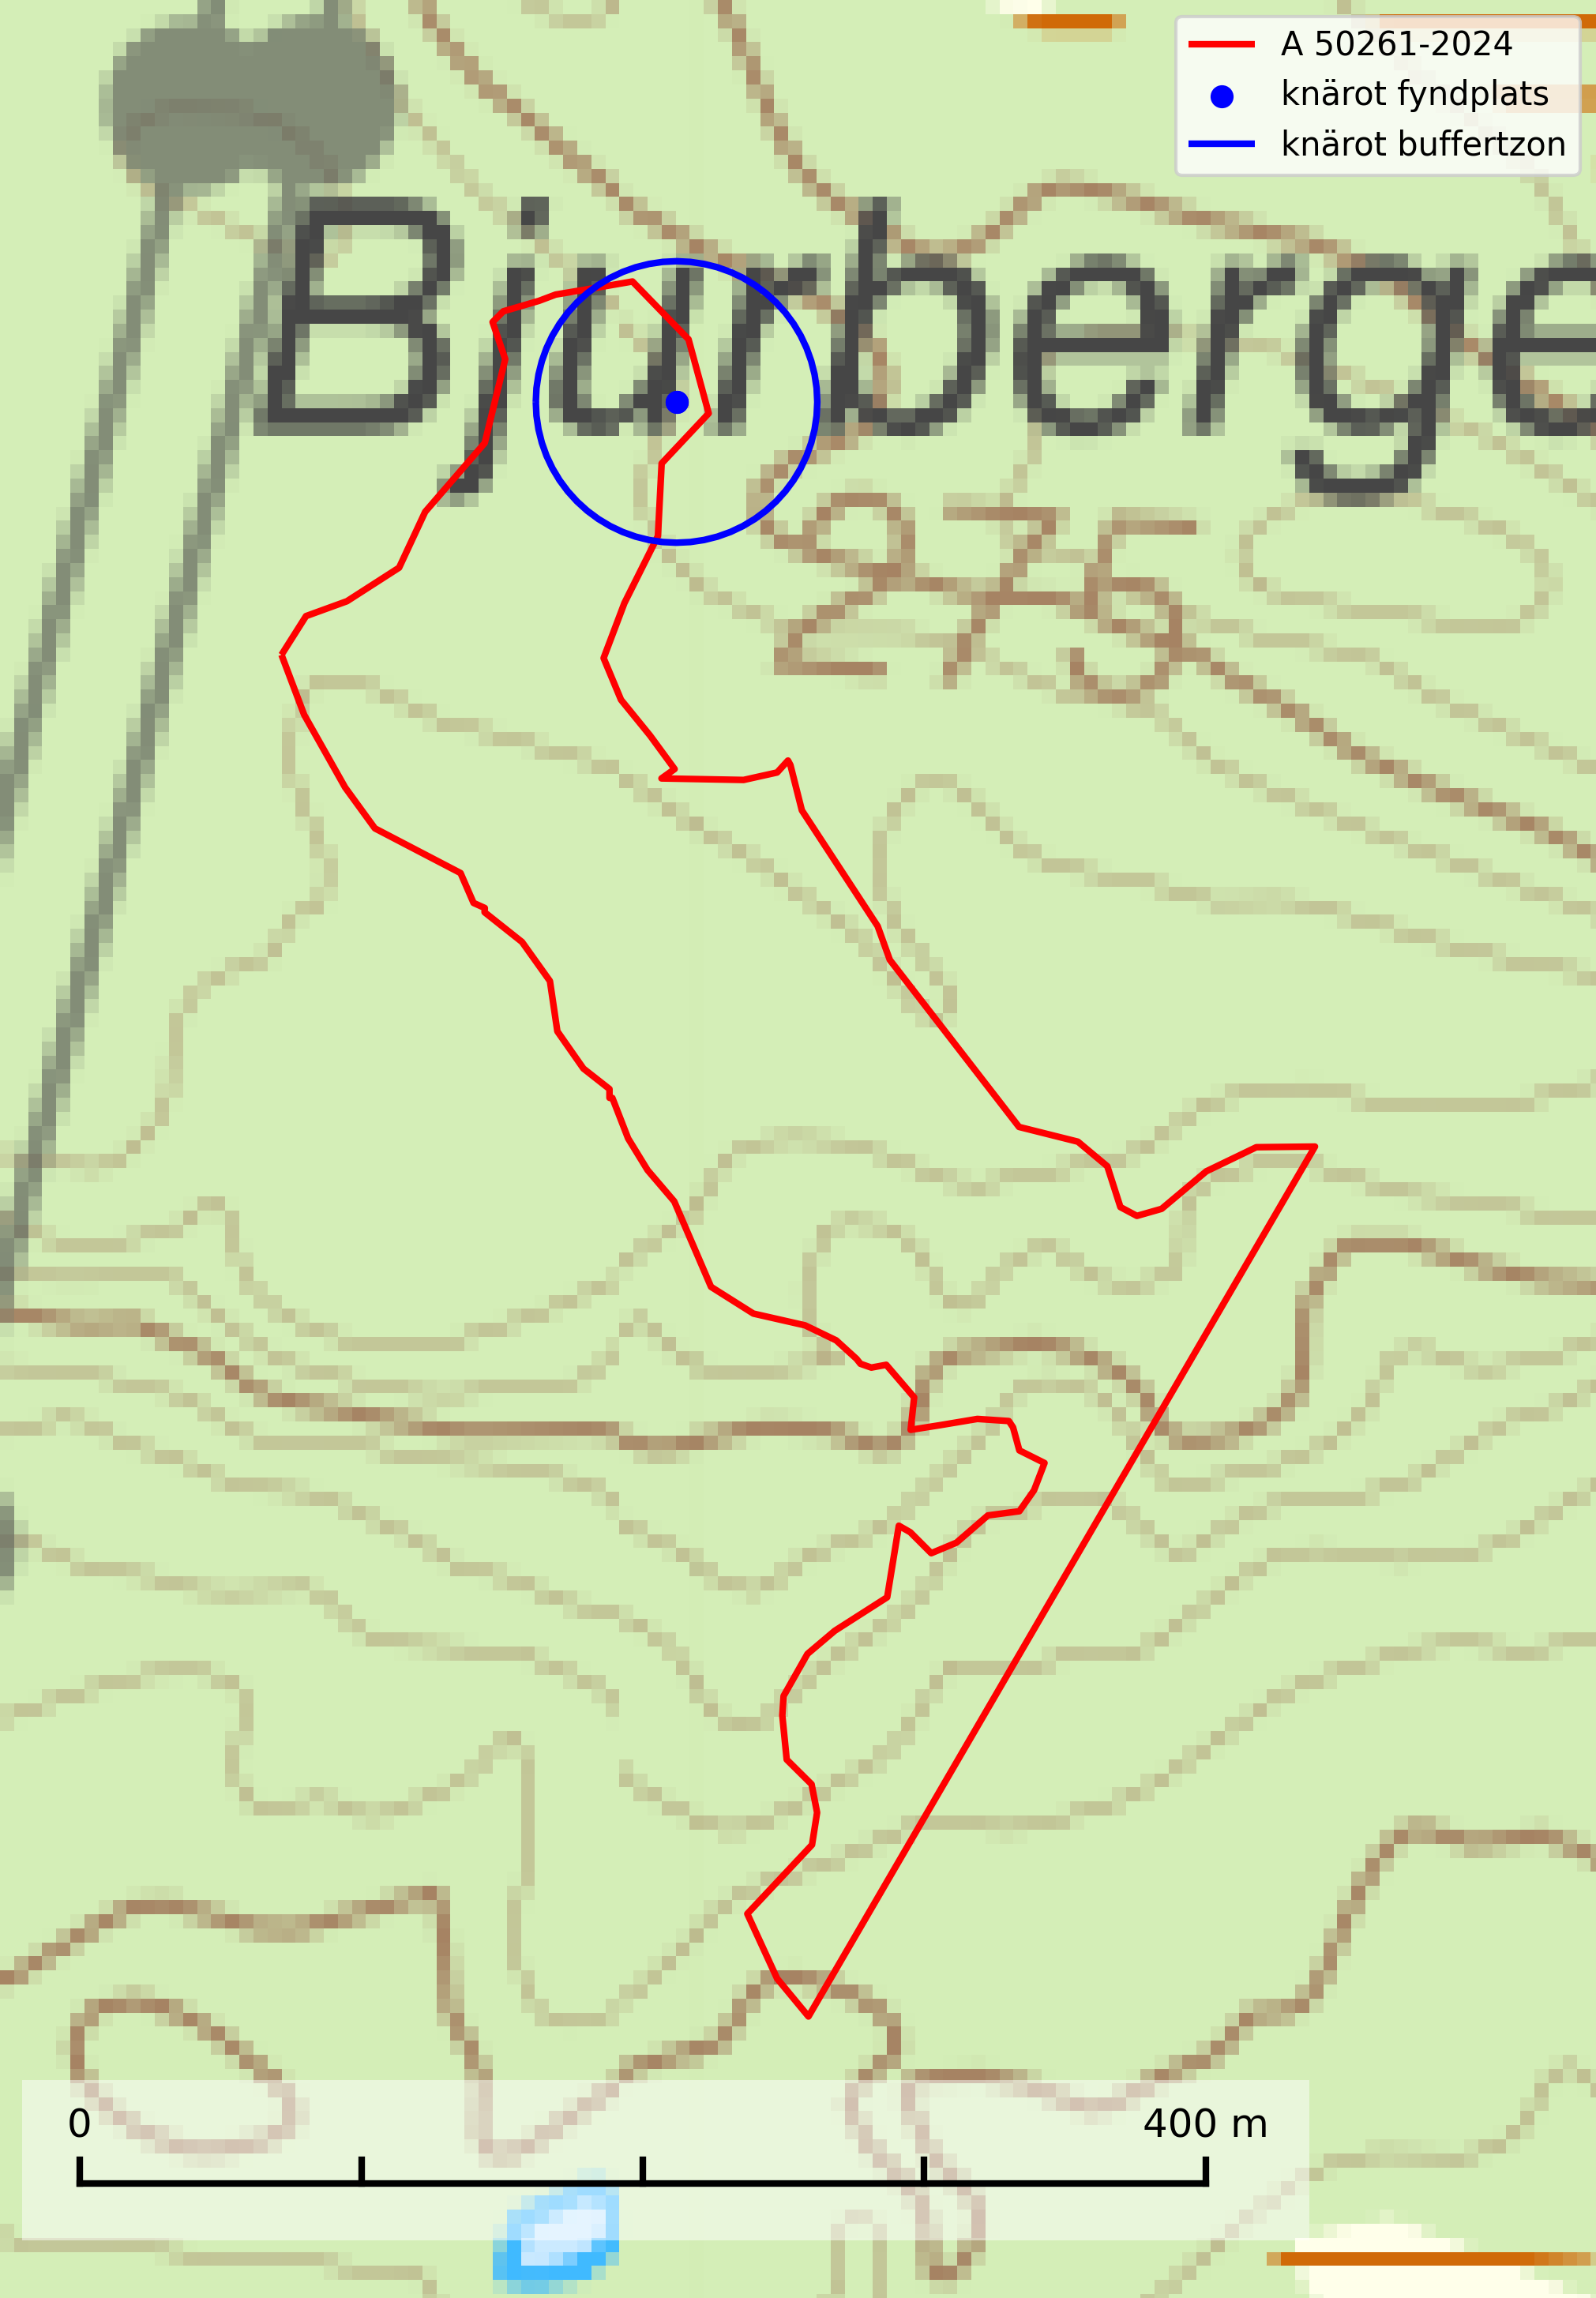 A 50261-2024
knärot fyndplats
knärot buffertzon
Bjurberge
275
0 400 m